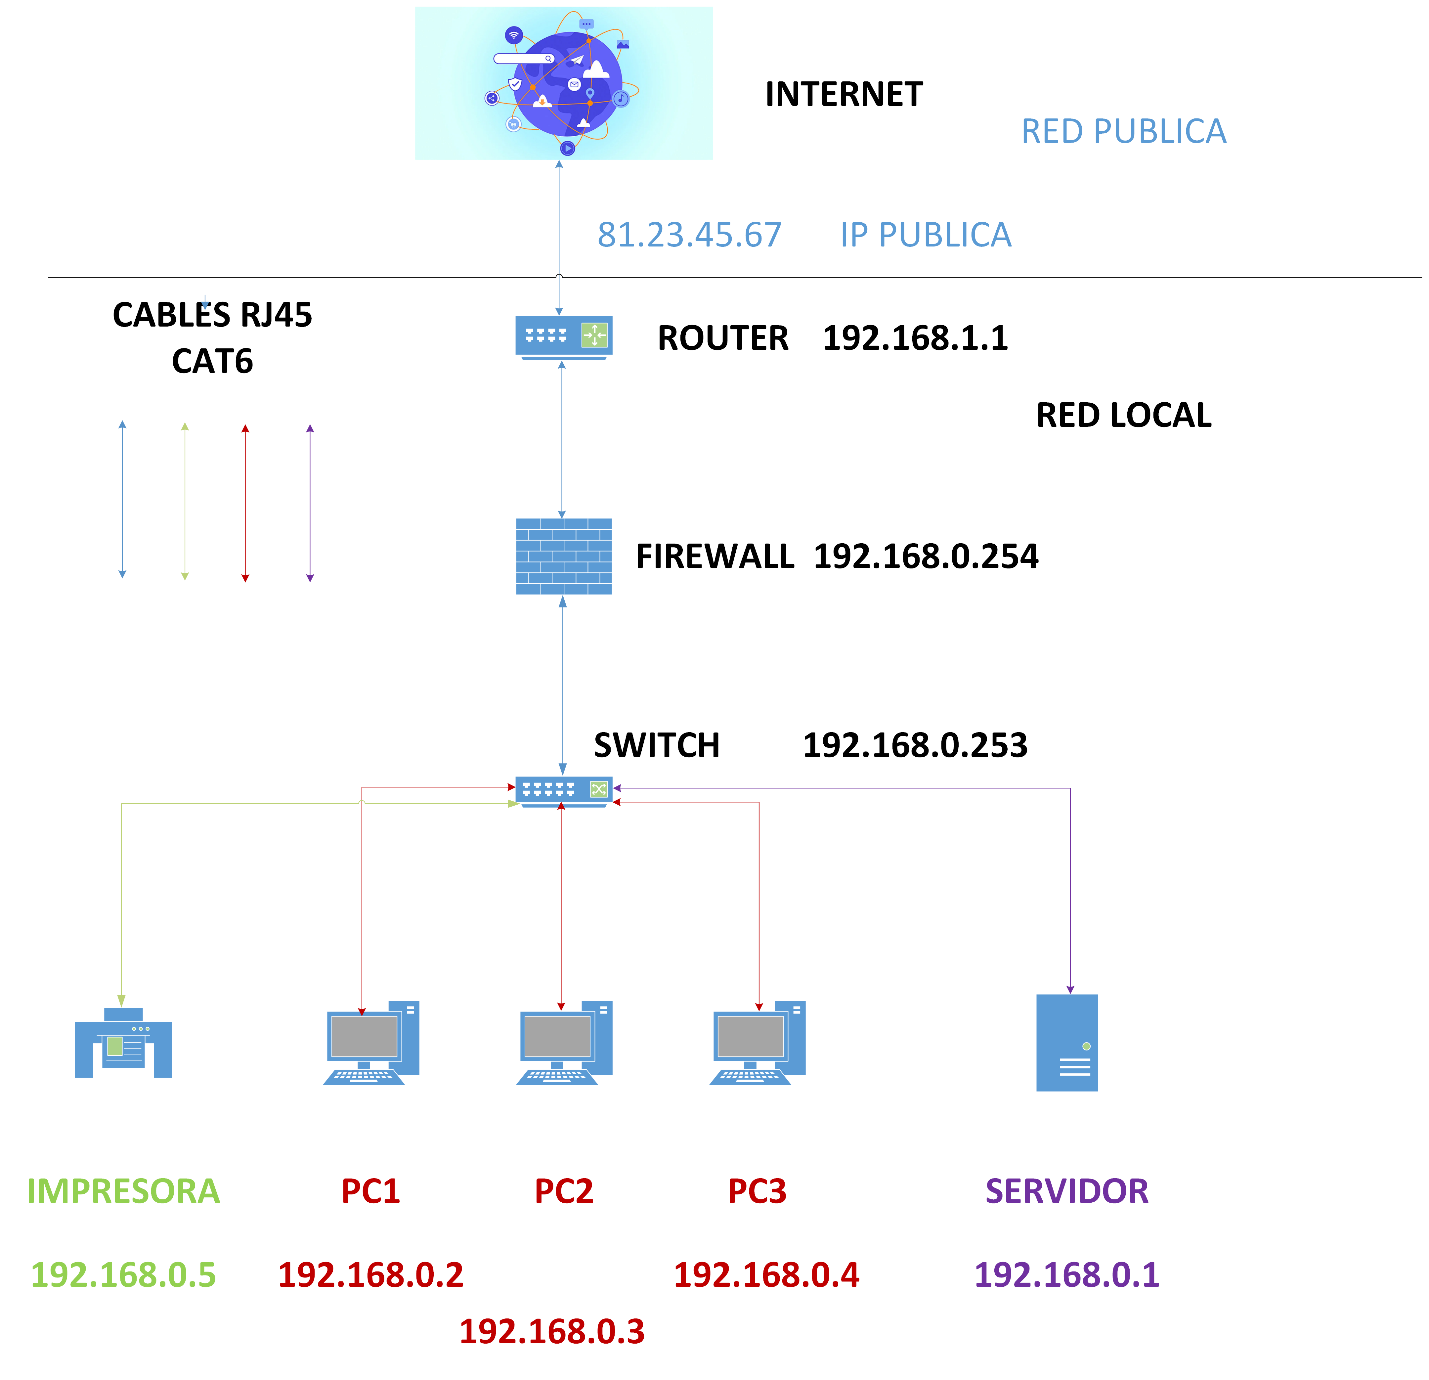 INTERNET
RED PUBLICA
81.23.45.67 IP PUBLICA
CABLES RJ45
CAT6
ROUTER 192.168.1.1
RED LOCAL
FIREWALL 192.168.0.254
SWITCH 192.168.0.253
IMPRESORA PC1 PC2 PC3 SERVIDOR
192.168.0.5 192.168.0.2 192.168.0.4 192.168.0.1
192.168.0.3